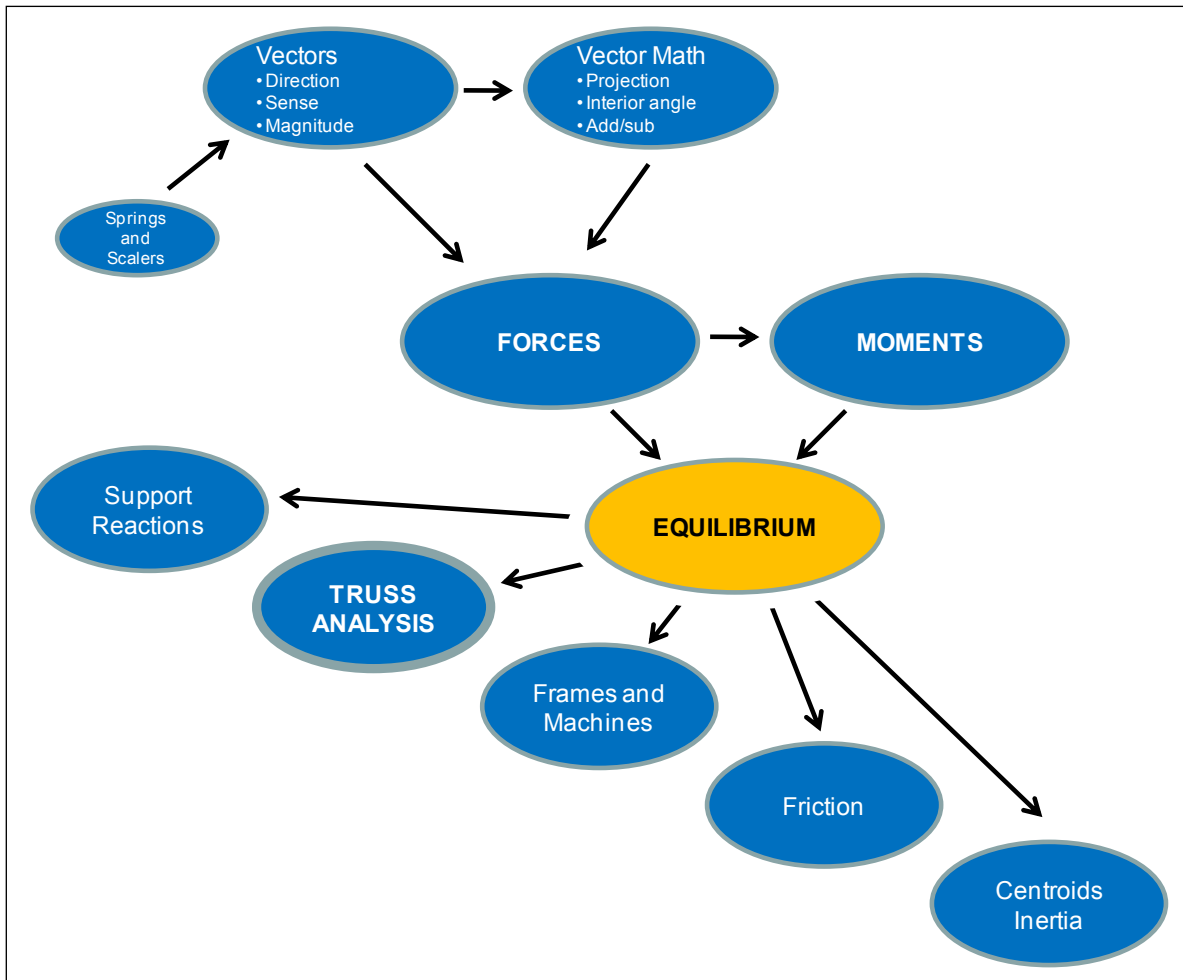 Vectors
• Direction
• Sense
• Magnitude
Vector Math
• Projection
• Interior angle
• Add/sub
Springs
and
Scalers
FORCES
MOMENTS
Support
Reactions
EQUILIBRIUM
TRUSS
ANALYSIS
Frames and
Machines
Friction
Centroids
Inertia